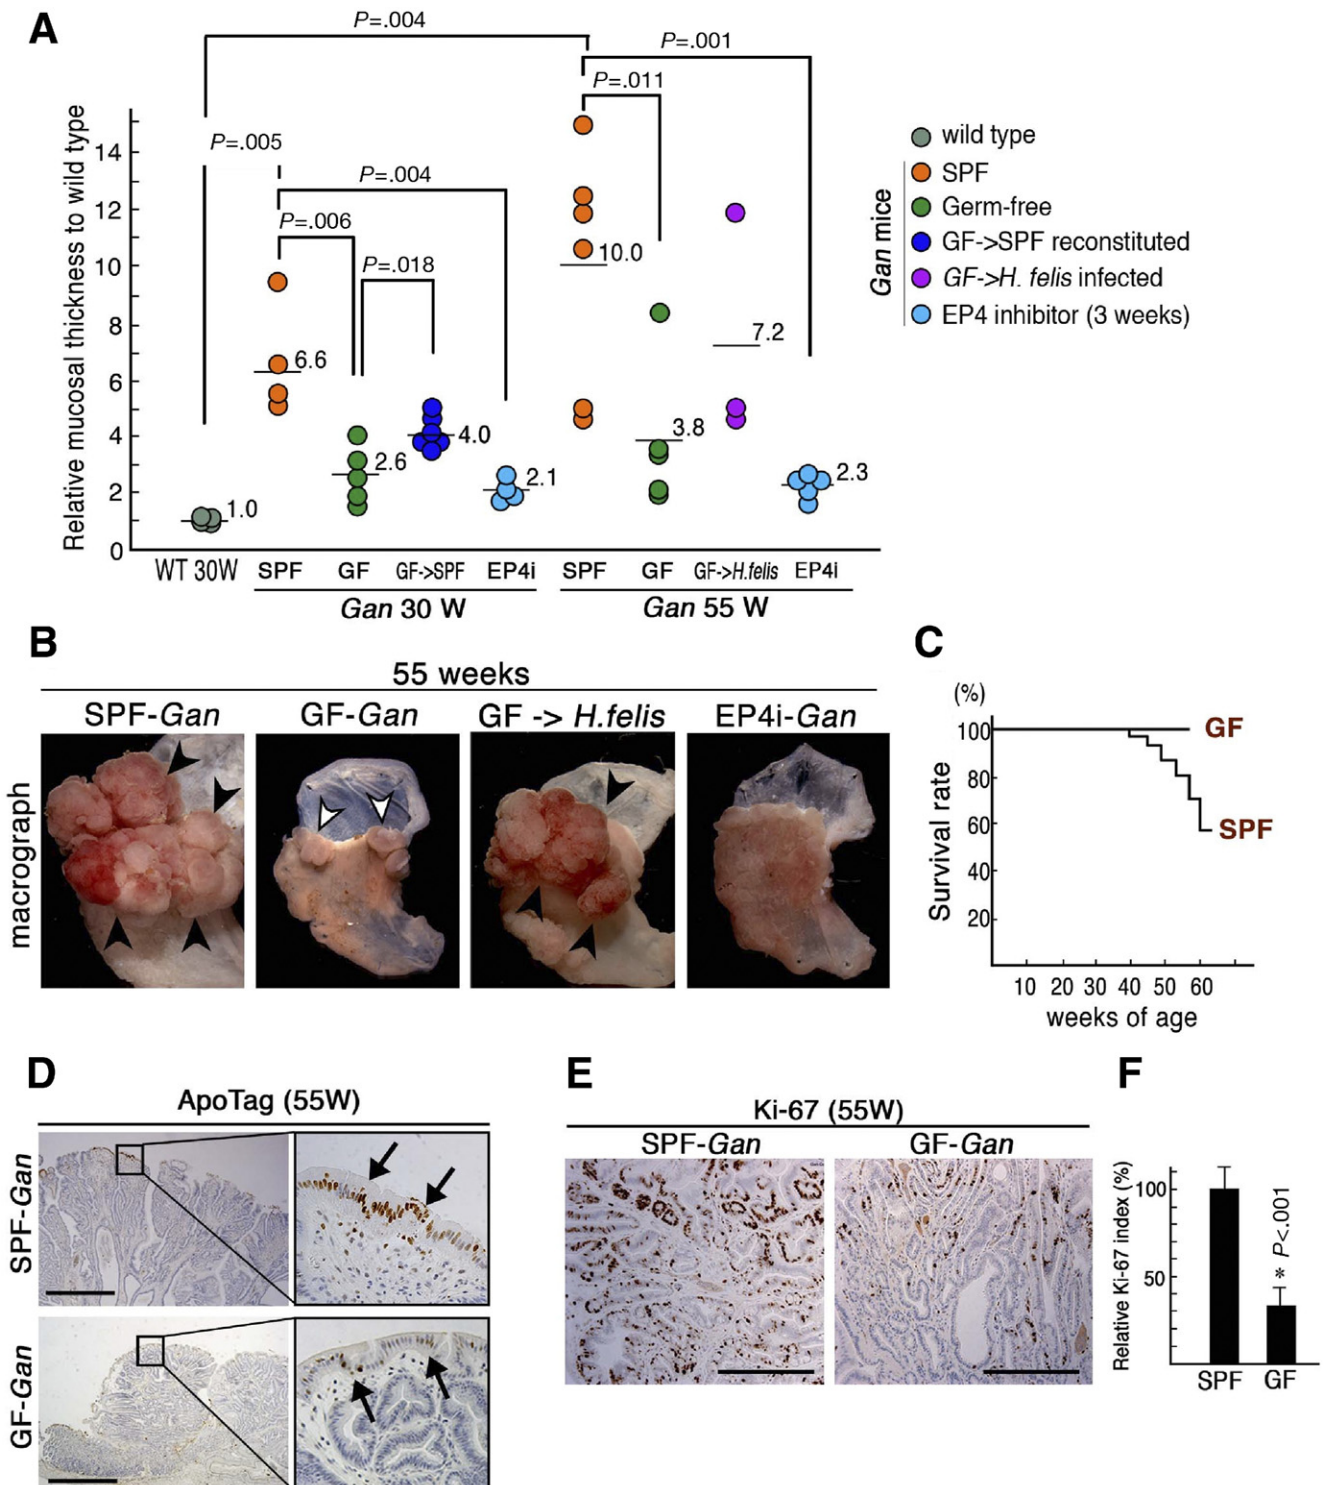 A
P=.004
P=.001
P=.011
P=.005
P=.004
P=.006
P=.018
Relative mucosal thickness to wild type
14
12
10
8
6
4
2
0
1.0
6.6
2.6
4.0
2.1
10.0
3.8
7.2
2.3
WT 30W
SPF
GF
GF->SPF
EP4i
SPF
GF
GF->H.felis
EP4i
Gan 30 W
Gan 55 W
wild type
Gan mice
SPF
Germ-free
GF->SPF reconstituted
GF->H. felis infected
EP4 inhibitor (3 weeks)
B
55 weeks
SPF-Gan
GF-Gan
GF -> H.felis
EP4i-Gan
macrograph
C
(%)
Survival rate
100
80
60
40
20
GF
SPF
10 20 30 40 50 60
weeks of age
D
ApoTag (55W)
SPF-Gan
GF-Gan
E
Ki-67 (55W)
SPF-Gan
GF-Gan
F
Relative Ki-67 index (%)
100
50
* P<.001
SPF
GF